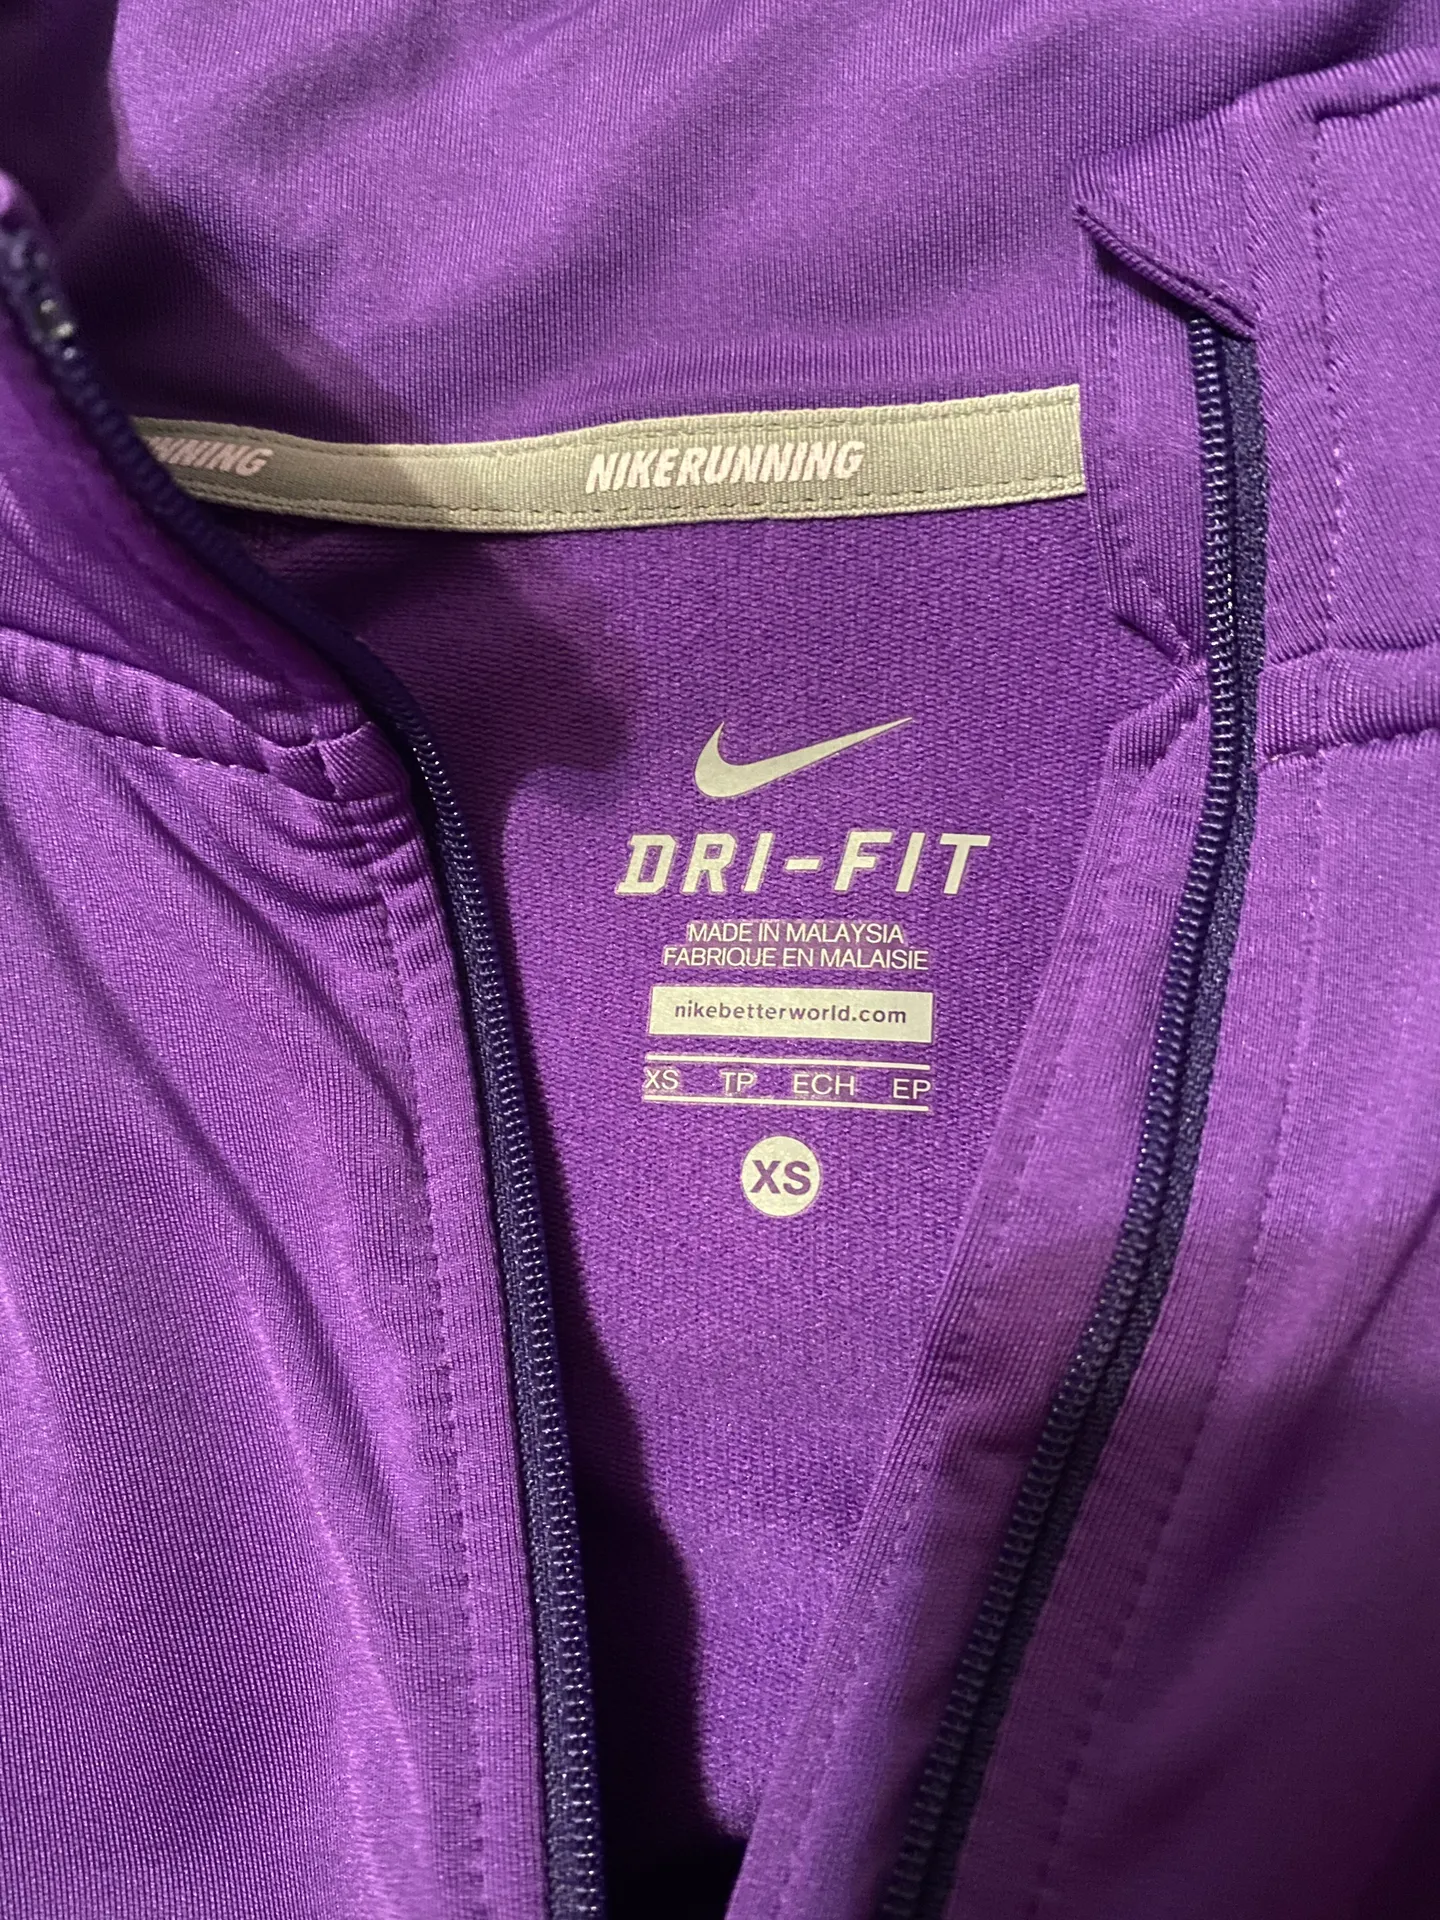 NNING NIKERUNNING
DRI-FIT
MADE IN MALAYSIA
FABRIQUE EN MALAISIE
nikebetterworld.com
XS TP ECH EP
XS